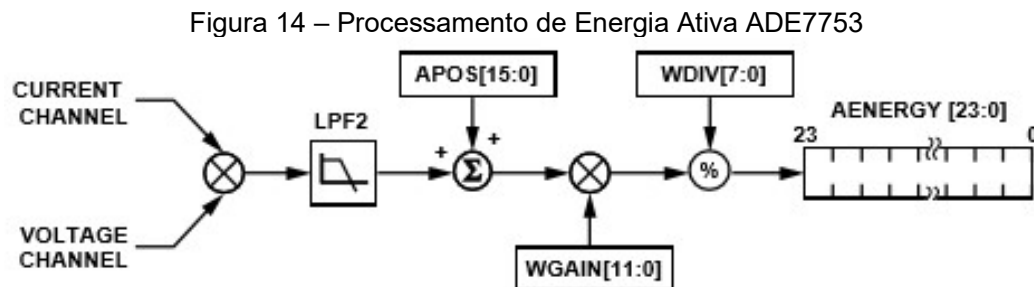 Figura 14 – Processamento de Energia Ativa ADE7753
APOS[15:0]
WDIV[7:0]
CURRENT
CHANNEL
AENERGY [23:0]
LPF2
23
0
+
+
Σ
%
VOLTAGE
CHANNEL
WGAIN[11:0]